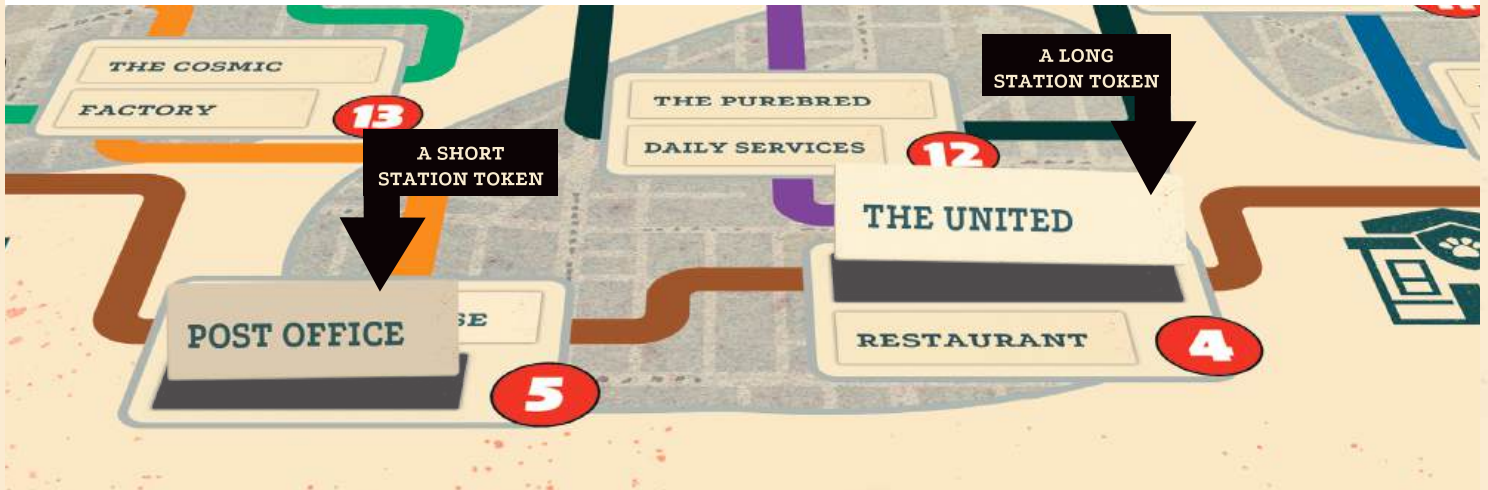 THE COSMIC
FACTORY
13
A SHORT
STATION TOKEN
THE PUREBRED
DAILY SERVICES
12
A LONG
STATION TOKEN
THE UNITED
RESTAURANT
4
POST OFFICE
SE
5